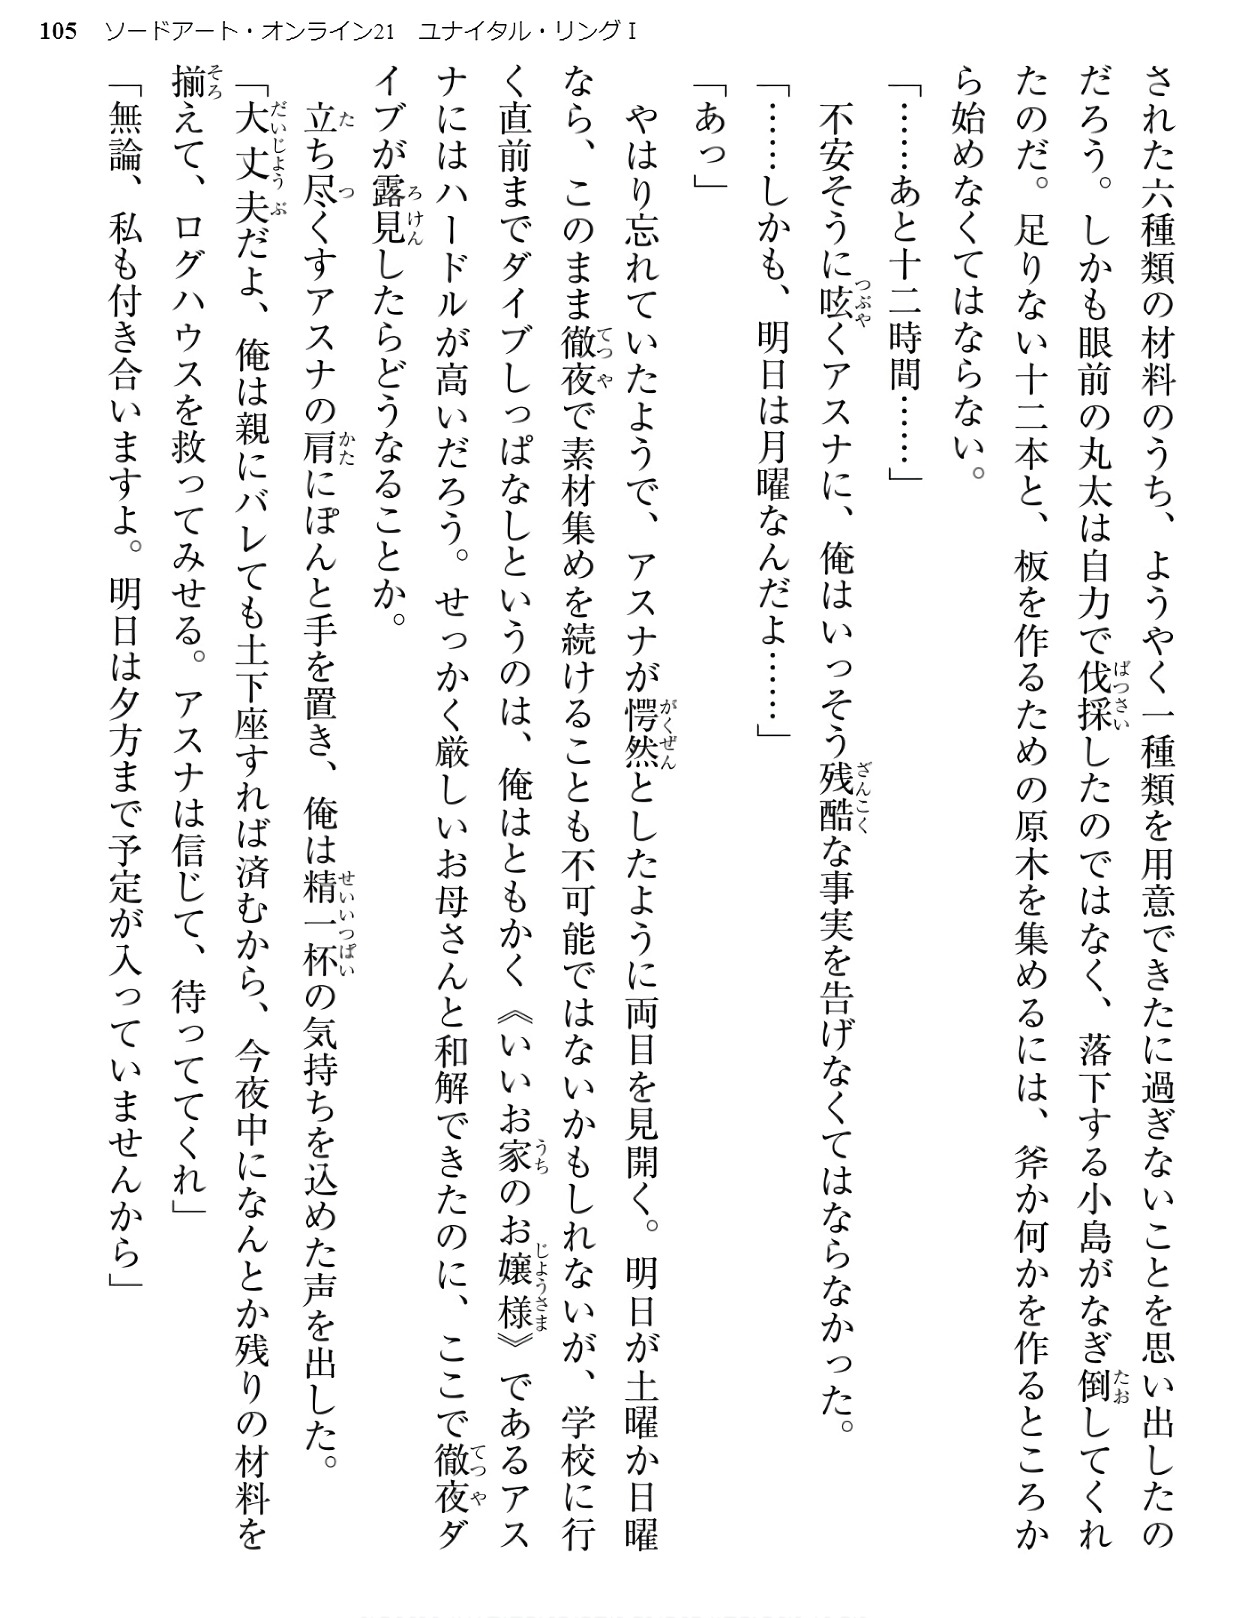 105 ソードアート・オンライン21 ユナイタル・リングⅠ
された六種類の材料のうち、ようやく一種類を用意できたに過ぎないことを思い出したの
だろう。しかも眼前の丸太は自力で伐採したのではなく、落下する小島がなぎ倒してくれ
たのだ。足りない十二本と、板を作るための原木を集めるには、斧か何かを作るところか
ら始めなくてはならない。
「……あと十二時間……」
不安そうに呟くアスナに、俺はいっそう残酷な事実を告げなくてはならなかった。
「……しかも、明日は月曜なんだよ……」
「あっ」
やはり忘れていたようで、アスナが愕然としたように両目を見開く。明日が土曜か日曜
なら、このまま徹夜で素材集めを続けることも不可能ではないかもしれないが、学校に行
く直前までダイブしっぱなしというのは、俺はともかく《いいお家のお嬢様》であるアス
ナにはハードルが高いだろう。せっかく厳しいお母さんと和解できたのに、ここで徹夜ダ
イブが露見したらどうなることか。
立ち尽くすアスナの肩にぽんと手を置き、俺は精一杯の気持ちを込めた声を出した。
「大丈夫だよ、俺は親にバレても土下座すれば済むから、今夜中になんとか残りの材料を
揃えて、ログハウスを救ってみせる。アスナは信じて、待っててくれ」
「無論、私も付き合いますよ。明日は夕方まで予定が入っていませんから」